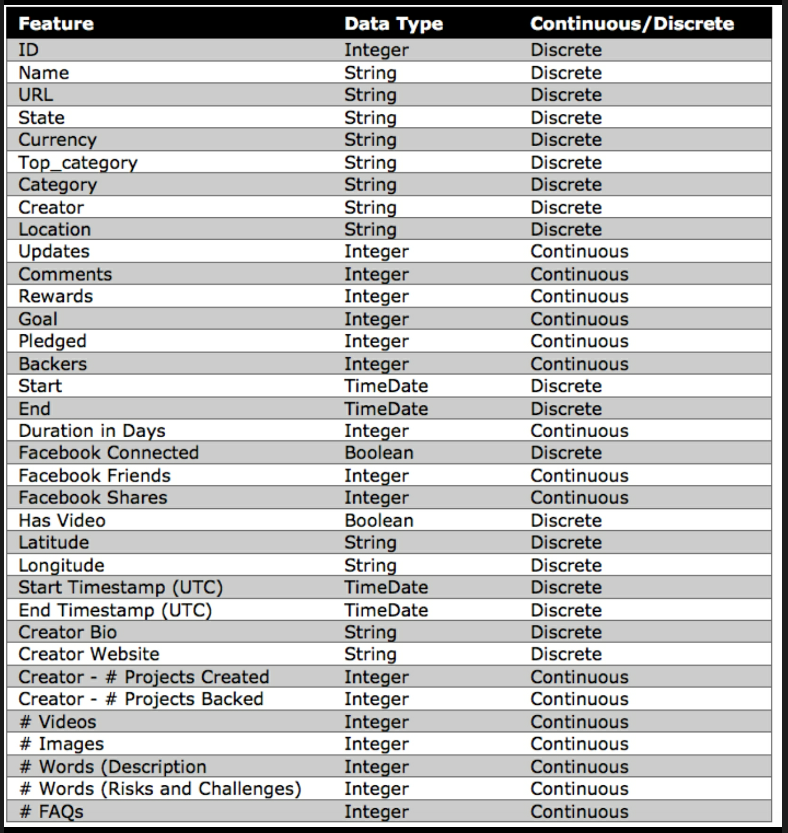 Feature Data Type Continuous/Discrete
ID Integer Discrete
Name String Discrete
URL String Discrete
State String Discrete
Currency String Discrete
Top_category String Discrete
Category String Discrete
Creator String Discrete
Location String Discrete
Updates Integer Continuous
Comments Integer Continuous
Rewards Integer Continuous
Goal Integer Continuous
Pledged Integer Continuous
Backers Integer Continuous
Start TimeDate Discrete
End TimeDate Discrete
Duration in Days Integer Continuous
Facebook Connected Boolean Discrete
Facebook Friends Integer Continuous
Facebook Shares Integer Continuous
Has Video Boolean Discrete
Latitude String Discrete
Longitude String Discrete
Start Timestamp (UTC) TimeDate Discrete
End Timestamp (UTC) TimeDate Discrete
Creator Bio String Discrete
Creator Website String Discrete
Creator - # Projects Created Integer Continuous
Creator - # Projects Backed Integer Continuous
# Videos Integer Continuous
# Images Integer Continuous
# Words (Description Integer Continuous
# Words (Risks and Challenges) Integer Continuous
# FAQs Integer Continuous